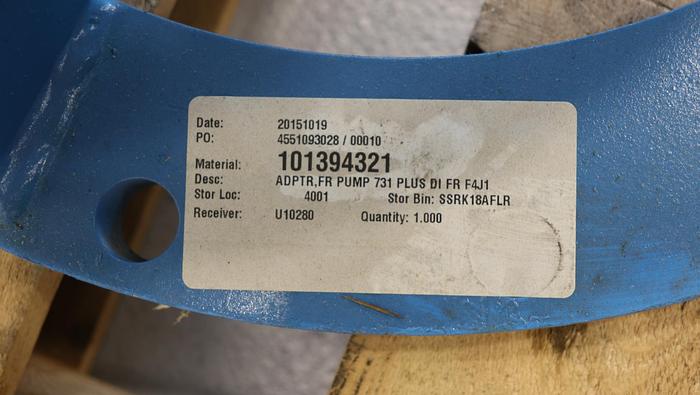 Date: 20151019
PO: 4551093028 / 00010
Material: 101394321
Desc: ADPTR,FR PUMP 731 PLUS DI FR F4J1
Stor Loc: 4001 Stor Bin: SSRK18AFLR
Receiver: U10280 Quantity: 1.000